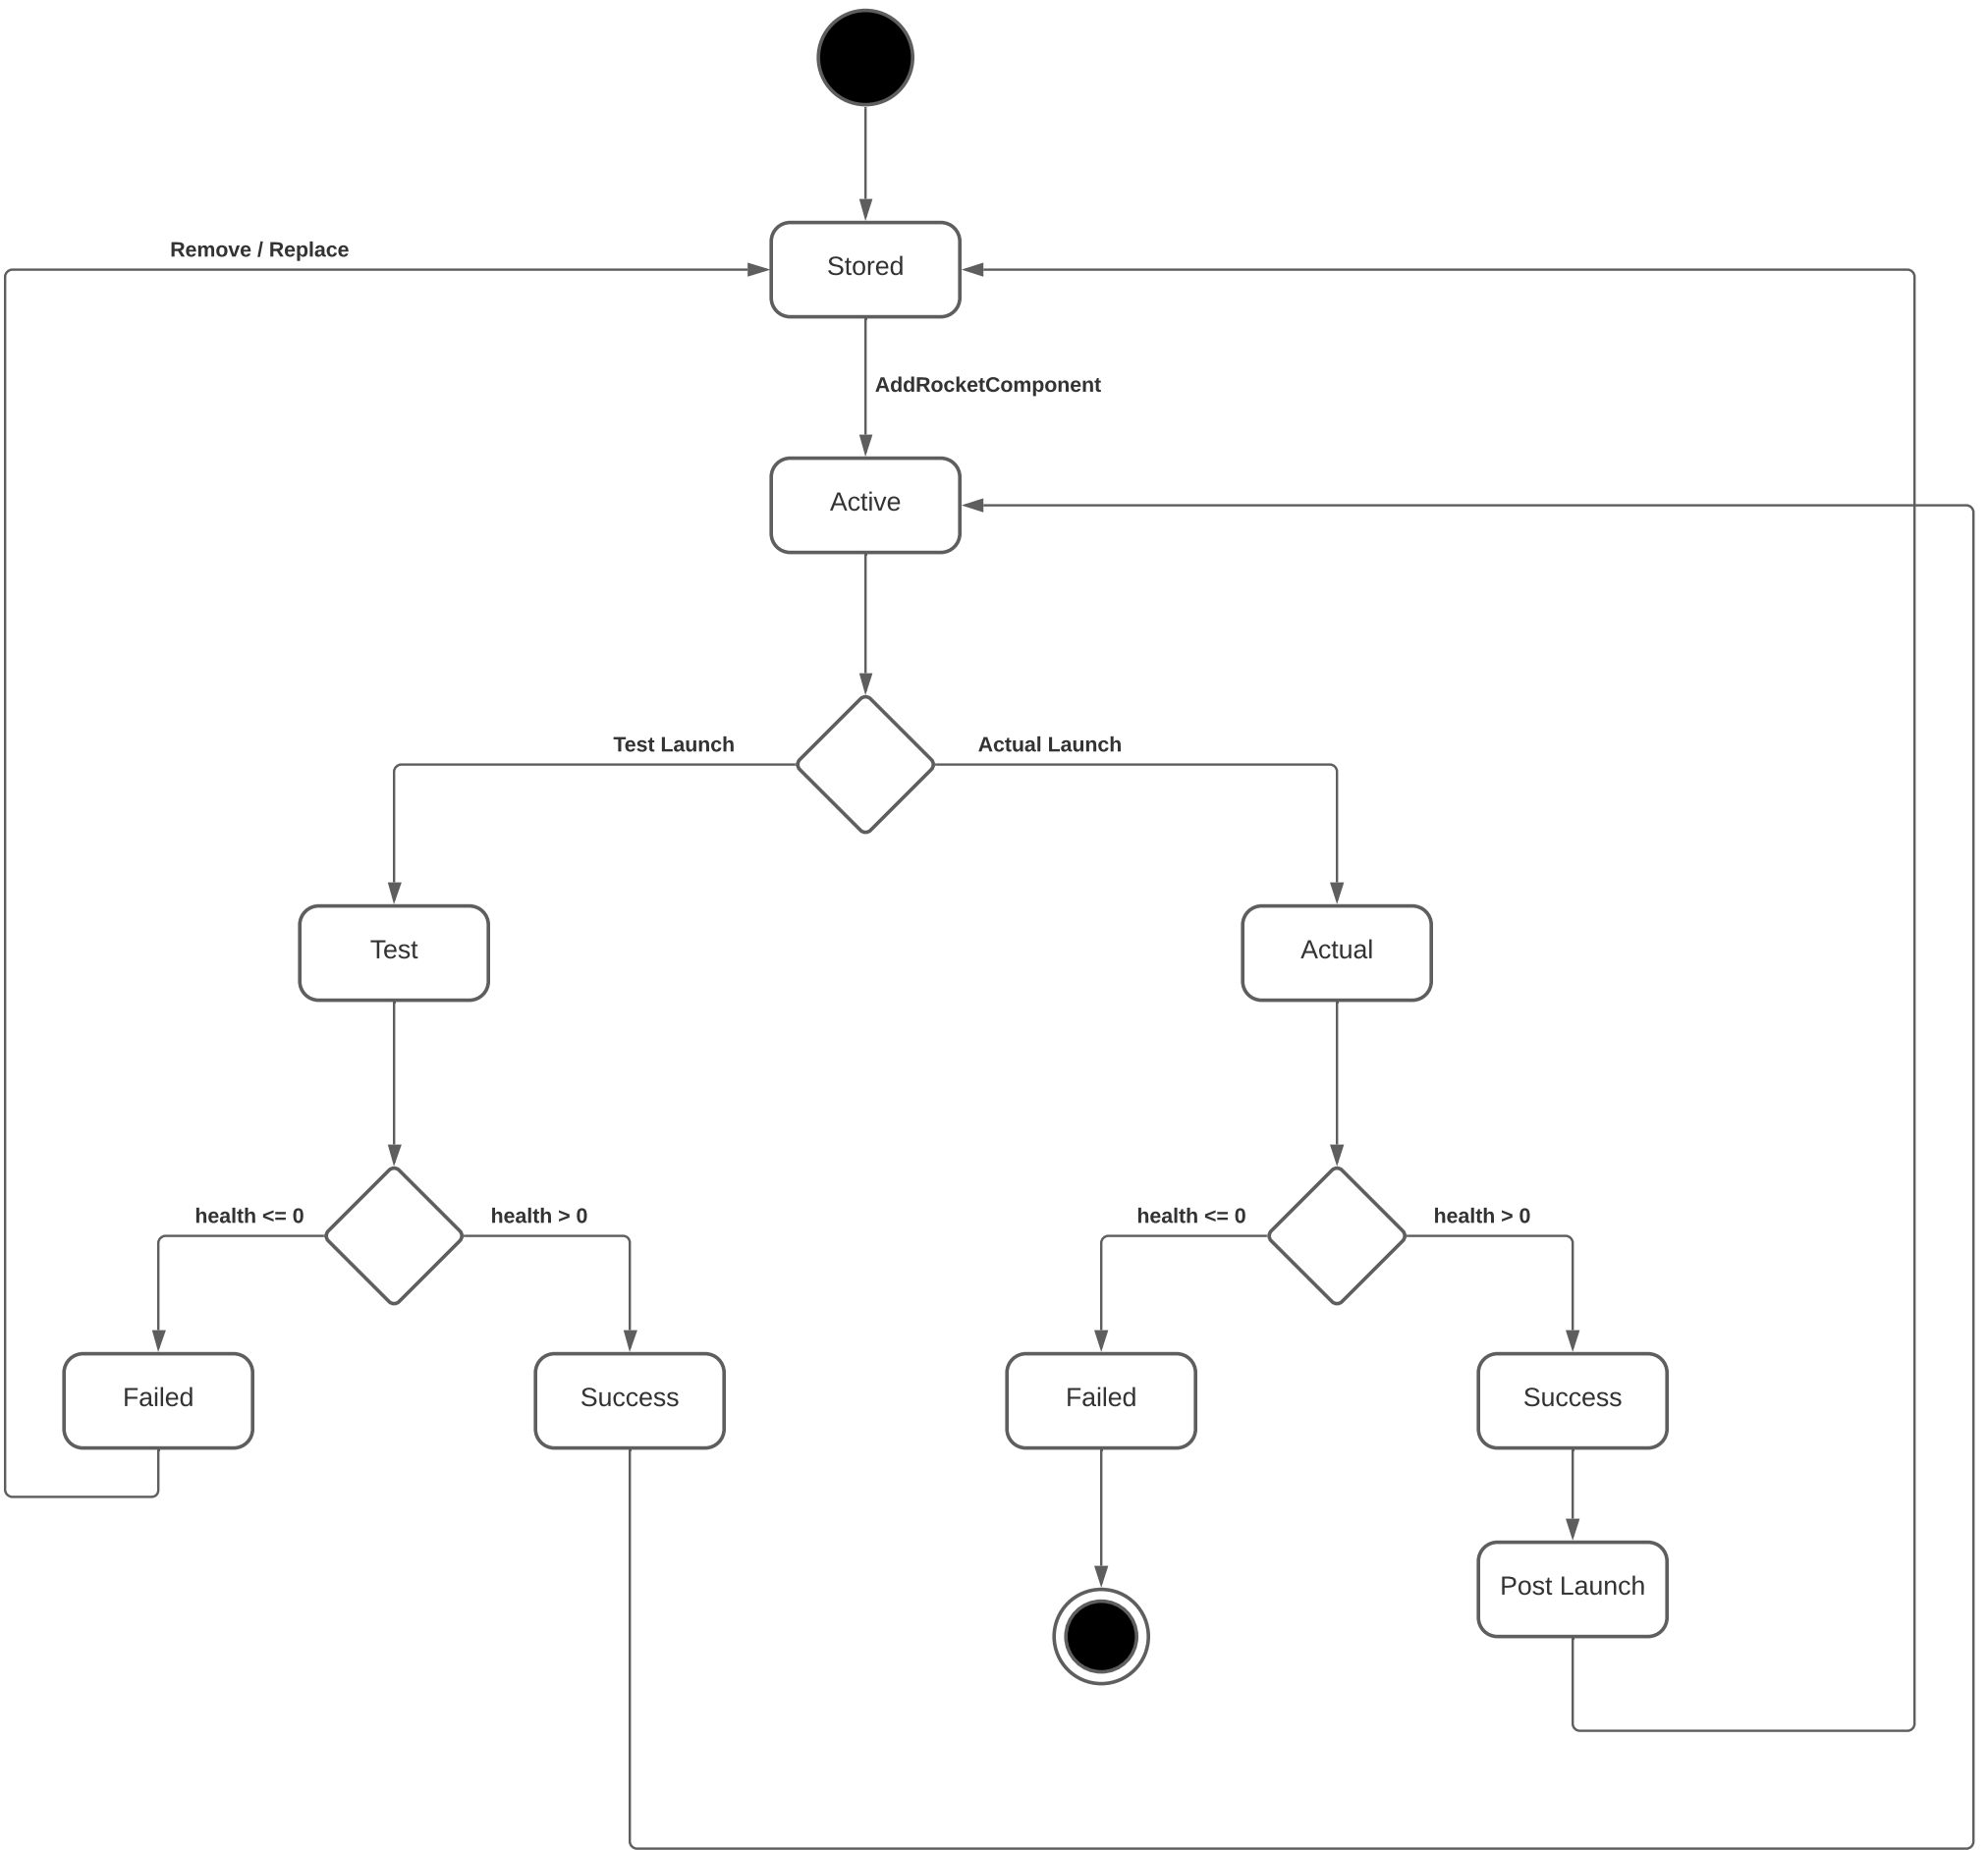 Remove / Replace
Stored
AddRocketComponent
Active
Test Launch
Actual Launch
Test
Actual
health <= 0
health > 0
health <= 0
health > 0
Failed
Success
Failed
Success
Post Launch